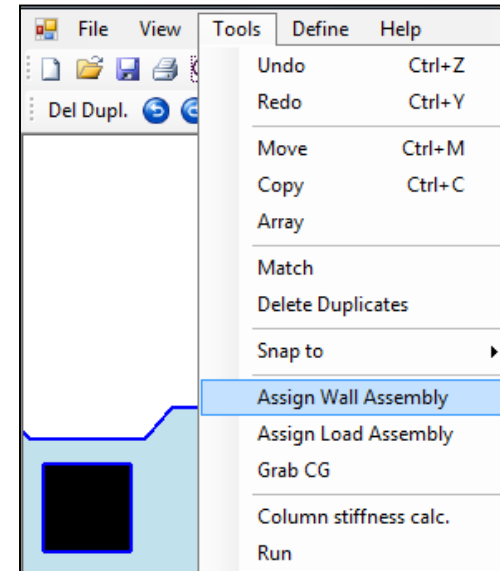 File View Tools Define Help
Undo Ctrl+Z
Redo Ctrl+Y
Del Dupl.
Move Ctrl+M
Copy Ctrl+C
Array
Match
Delete Duplicates
Snap to
Assign Wall Assembly
Assign Load Assembly
Grab CG
Column stiffness calc.
Run